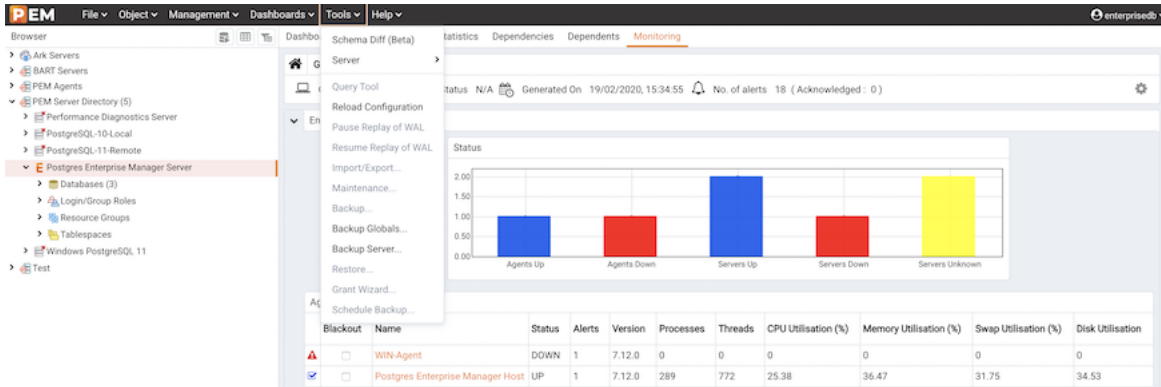 PEM File Object Management Dashboards Tools Help enterprisedb
Browser
Ark Servers
BART Servers
PEM Agents
PEM Server Directory (5)
Performance Diagnostics Server
PostgreSQL-10-Local
PostgreSQL-11-Remote
Postgres Enterprise Manager Server
Databases (3)
Login/Group Roles
Resource Groups
Tablespaces
Windows PostgreSQL 11
Test
Dashbo tatistics Dependencies Dependents Monitoring
G
tatus N/A Generated On 19/02/2020, 15:34:55 No. of alerts 18 (Acknowledged: 0)
En
Schema Diff (Beta)
Server
Query Tool
Reload Configuration
Pause Replay of WAL
Resume Replay of WAL
Import/Export...
Maintenance...
Backup...
Backup Globals...
Backup Server...
Restore...
Grant Wizard...
Schedule Backup...
Status
2.00
1.50
1.00
0.50
0.00
Agents Up Agents Down Servers Up Servers Down Servers Unknown
Ag
Blackout Name Status Alerts Version Processes Threads CPU Utilisation (%) Memory Utilisation (%) Swap Utilisation (%) Disk Utilisation
WIN-Agent DOWN 1 7.12.0 0 0 0 0 0 0
Postgres Enterprise Manager Host UP 1 7.12.0 289 772 25.38 36.47 31.75 34.53